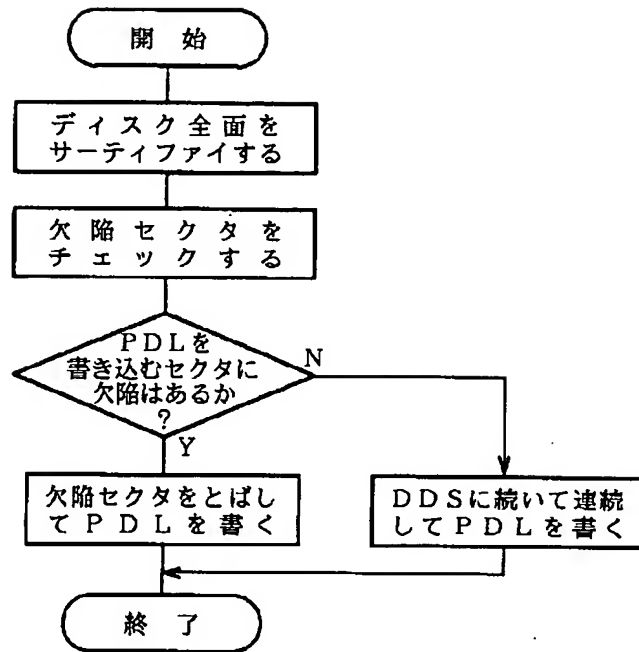 開始
ディスク全面を
サーティファイする
欠陥セクタを
チェックする
PDLを
書き込むセクタに
欠陥はあるか
?
N
Y
欠陥セクタをとばし
てPDLを書く
DDSに続いて連続
してPDLを書く
終了